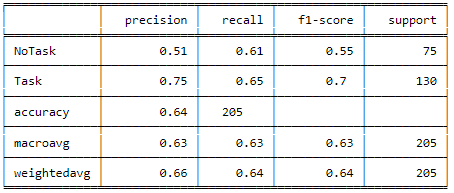 precision recall f1-score support
NoTask 0.51 0.61 0.55 75
Task 0.75 0.65 0.7 130
accuracy 0.64 205
macroavg 0.63 0.63 0.63 205
weightedavg 0.66 0.64 0.64 205